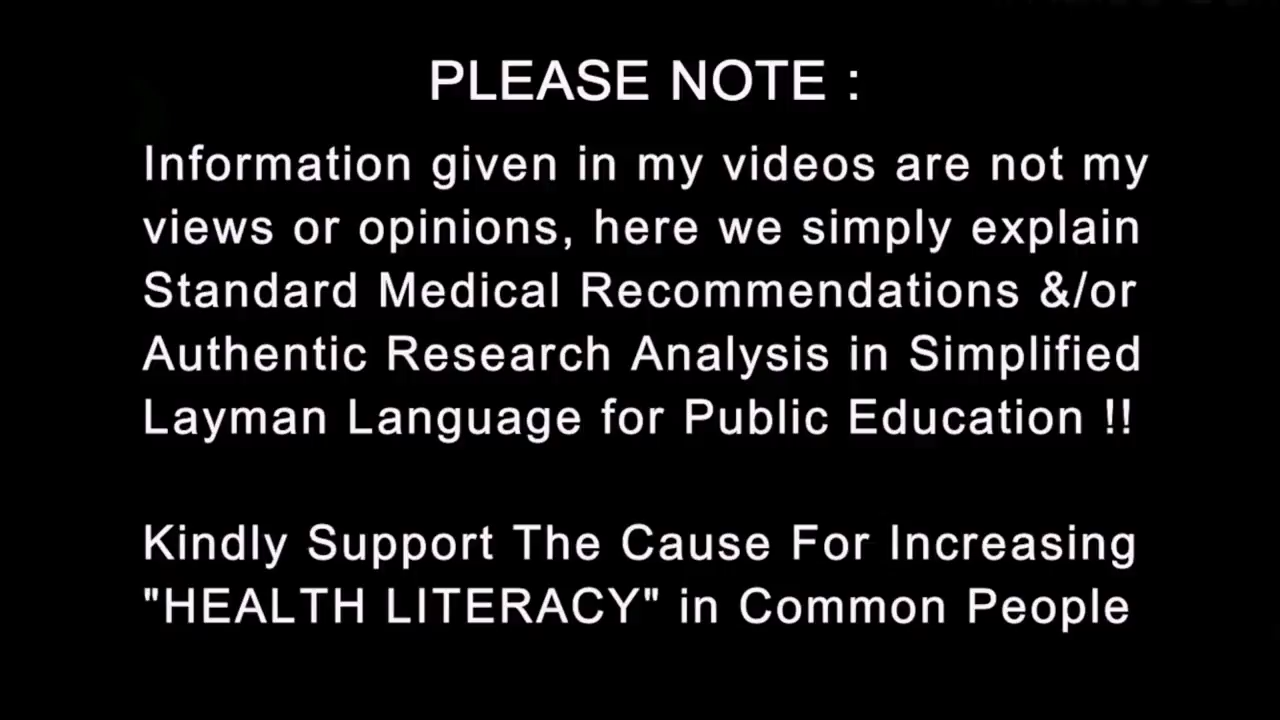 PLEASE NOTE :
Information given in my videos are not my
views or opinions, here we simply explain
Standard Medical Recommendations &/or
Authentic Research Analysis in Simplified
Layman Language for Public Education !!
Kindly Support The Cause For Increasing
"HEALTH LITERACY" in Common People